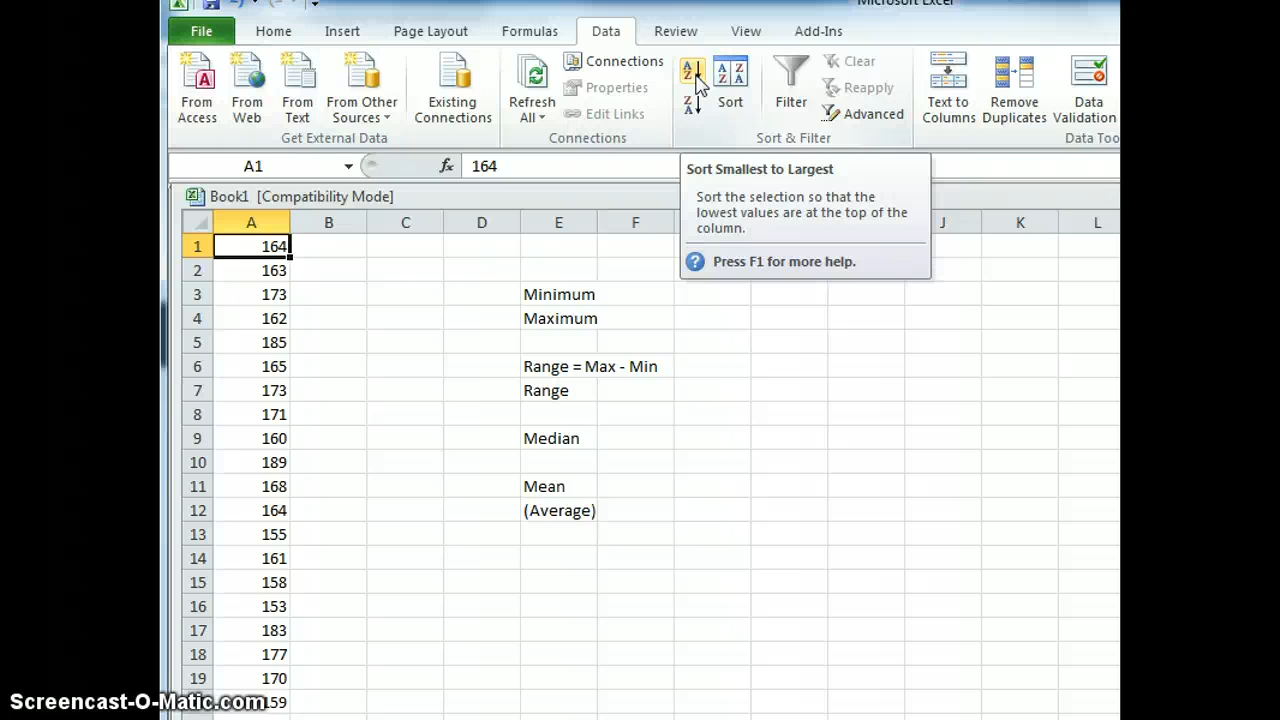 Microsoft Excel
File Home Insert Page Layout Formulas Data Review View Add-Ins
From Access
From Web
From Text
From Other Sources
Existing Connections
Get External Data
Refresh All
Connections
Properties
Edit Links
Connections
A Z
Z A
Sort
Filter
Clear
Reapply
Advanced
Sort & Filter
Text to Columns
Remove Duplicates
Data Validation
Data Too
A1 fx 164
Sort Smallest to Largest
Sort the selection so that the
lowest values are at the top of the
column.
Press F1 for more help.
Book1 [Compatibility Mode]
A B C D E F J K L
1 164
2 163
3 173 Minimum
4 162 Maximum
5 185
6 165 Range = Max - Min
7 173 Range
8 171
9 160 Median
10 189
11 168 Mean
12 164 (Average)
13 155
14 161
15 158
16 153
17 183
18 177
19 170
159
Screencast-O-Matic.com